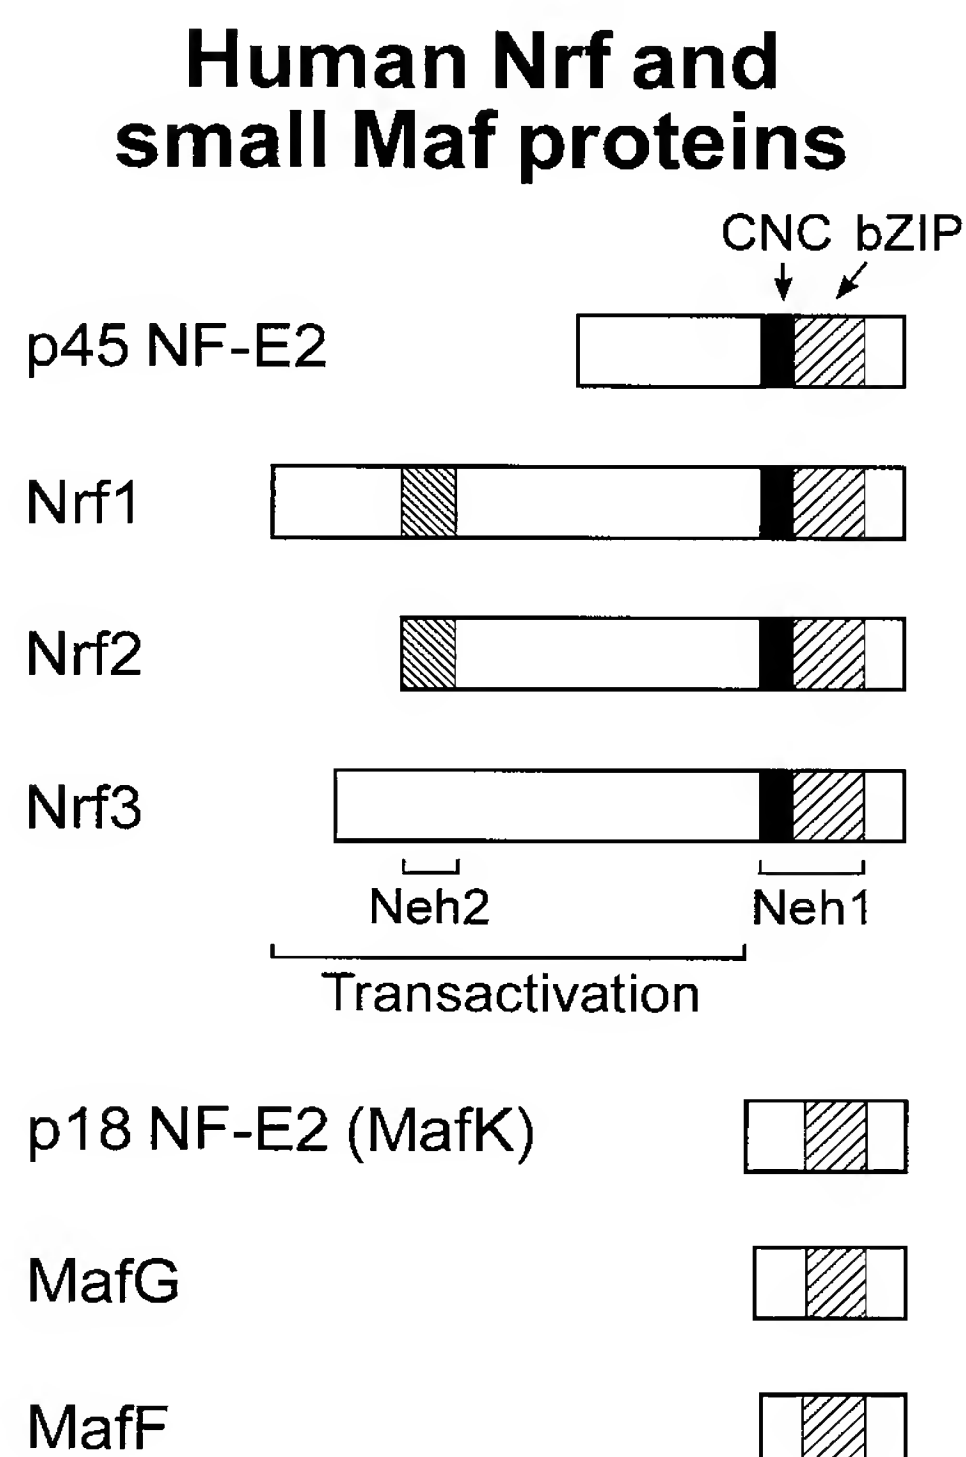 Human Nrf and
small Maf proteins
CNC bZIP
p45 NF-E2
Nrf1
Nrf2
Nrf3
Neh2 Neh1
Transactivation
p18 NF-E2 (MafK)
MafG
MafF